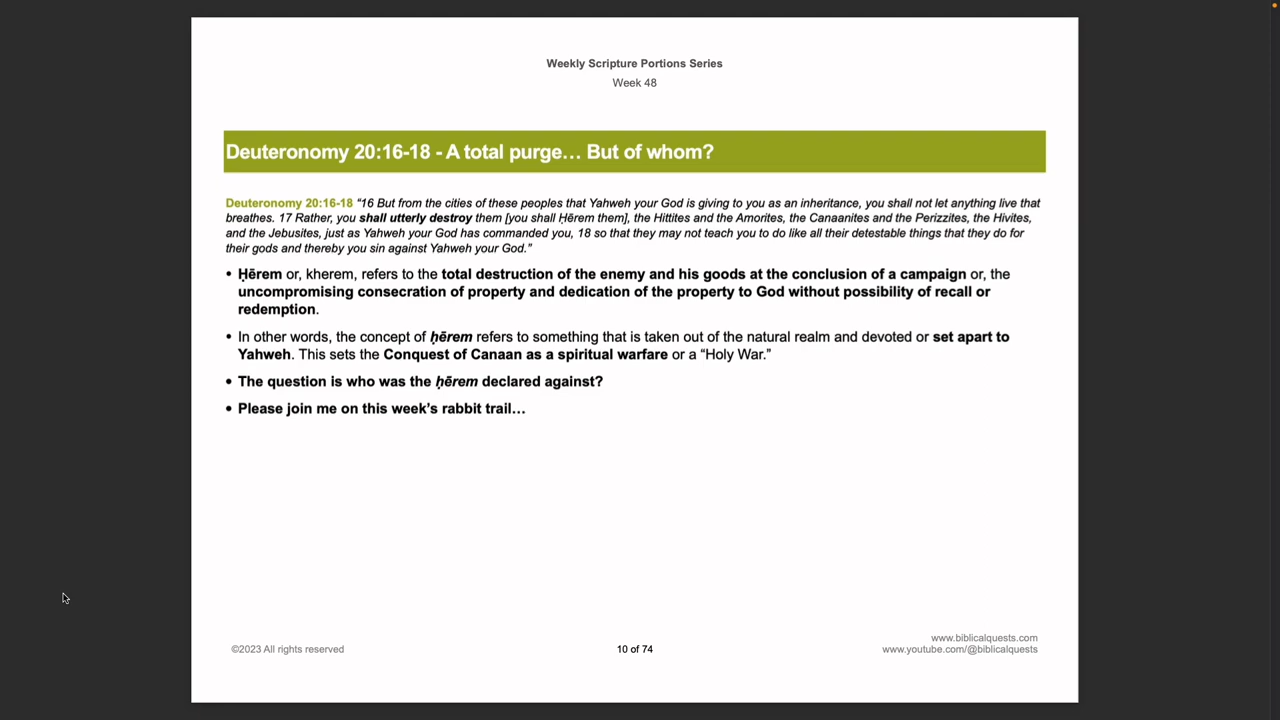 Weekly Scripture Portions Series
Week 48
Deuteronomy 20:16-18 - A total purge… But of whom?
Deuteronomy 20:16-18 “16 But from the cities of these peoples that Yahweh your God is giving to you as an inheritance, you shall not let anything live that
breathes. 17 Rather, you shall utterly destroy them [you shall Ḥērem them], the Hittites and the Amorites, the Canaanites and the Perizzites, the Hivites,
and the Jebusites, just as Yahweh your God has commanded you, 18 so that they may not teach you to do like all their detestable things that they do for
their gods and thereby you sin against Yahweh your God.”
• Ḥērem or, kherem, refers to the total destruction of the enemy and his goods at the conclusion of a campaign or, the
uncompromising consecration of property and dedication of the property to God without possibility of recall or
redemption.
• In other words, the concept of ḥērem refers to something that is taken out of the natural realm and devoted or set apart to
Yahweh. This sets the Conquest of Canaan as a spiritual warfare or a “Holy War.”
• The question is who was the ḥērem declared against?
• Please join me on this week’s rabbit trail…
www.biblicalquests.com
©2023 All rights reserved 10 of 74 www.youtube.com/@biblicalquests